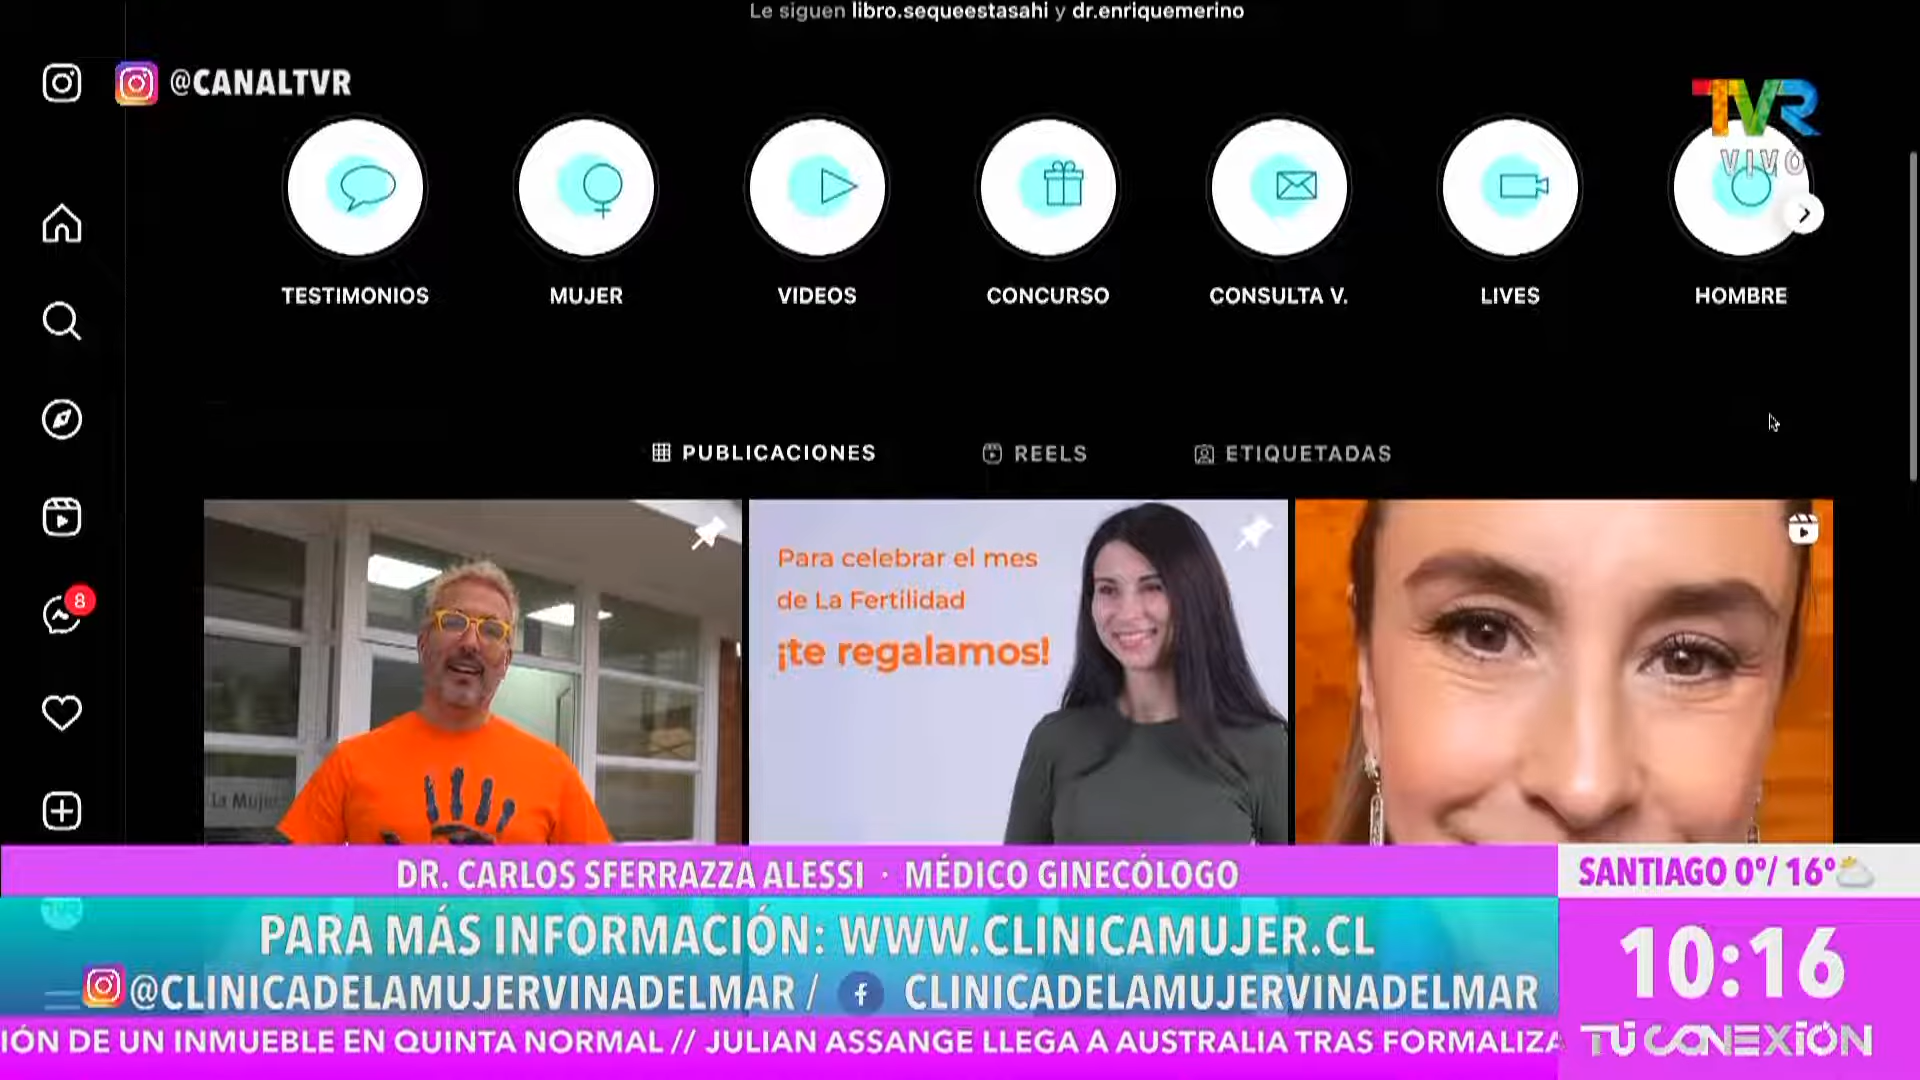 Le siguen libro.sequeestasahi y dr.enriquemerino
@CANALTVR
TVR
VIVO
TESTIMONIOS
MUJER
VIDEOS
CONCURSO
CONSULTA V.
LIVES
HOMBRE
PUBLICACIONES
REELS
ETIQUETADAS
8
Para celebrar el mes
de La Fertilidad
¡te regalamos!
La Mujer
DR. CARLOS SFERRAZZA ALESSI · MÉDICO GINECÓLOGO
SANTIAGO 0°/ 16°
PARA MÁS INFORMACIÓN: WWW.CLINICAMUJER.CL
@CLINICADELAMUJERVINADELMAR / CLINICADELAMUJERVINADELMAR
10:16
IÓN DE UN INMUEBLE EN QUINTA NORMAL // JULIAN ASSANGE LLEGA A AUSTRALIA TRAS FORMALIZA
TU CONEXIÓN